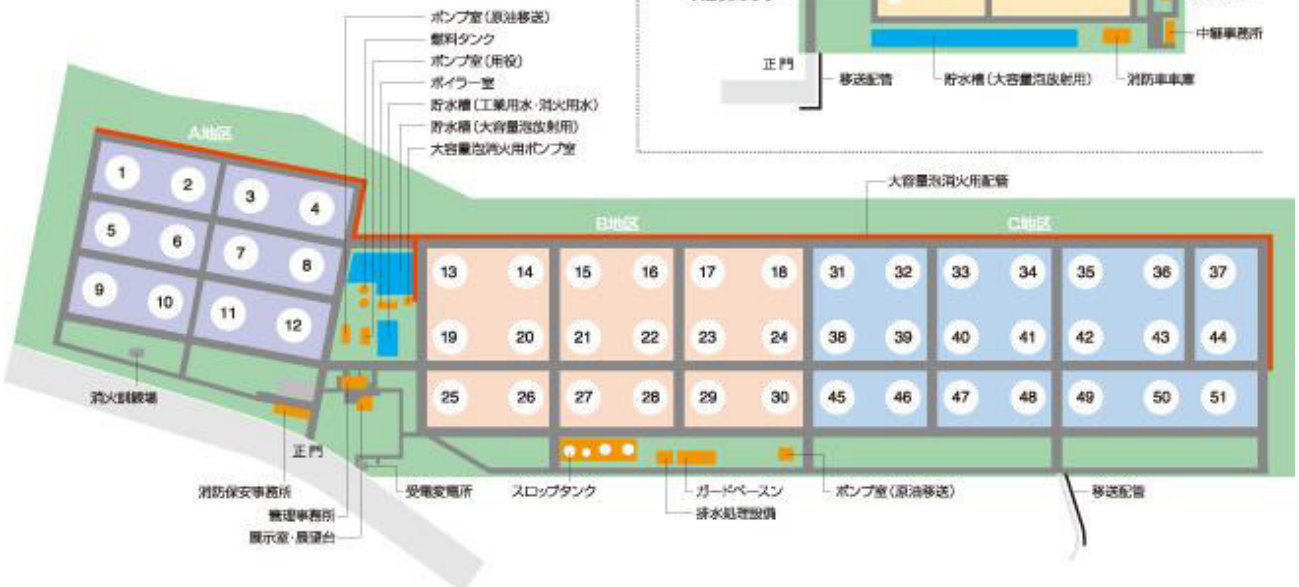 ポンプ室(原油移送)
燃料タンク
ポンプ室(用役)
ボイラー室
貯水槽(工業用水・消火用水)
貯水槽(大容量泡放射用)
大容量泡消火用ポンプ室
中継事務所
正門
移送配管
貯水槽(大容量泡放射用)
消防車車庫
大容量泡消火用配管
A地区
B地区
C地区
1 2 3 4
5 6 7 8
9 10 11 12
13 14 15 16 17 18 31 32 33 34 35 36 37
19 20 21 22 23 24 38 39 40 41 42 43 44
25 26 27 28 29 30 45 46 47 48 49 50 51
消火訓練場
正門
消防保安事務所
管理事務所
展示室・展望台
受電変電所
スロップタンク
ガードベースン
排水処理設備
ポンプ室(原油移送)
移送配管